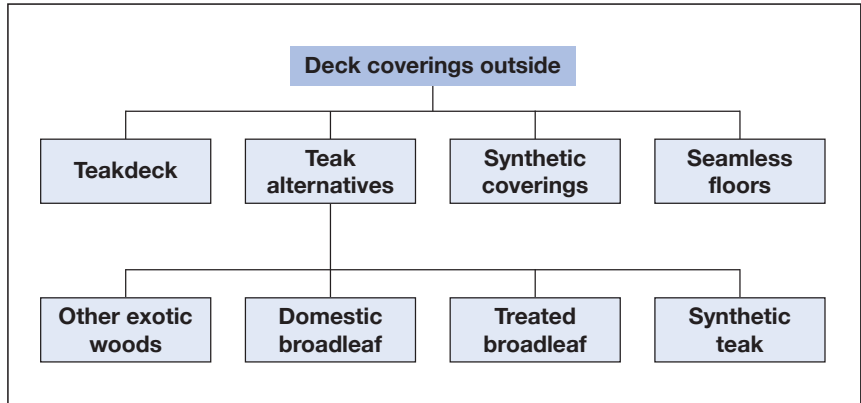 Deck coverings outside
Teakdeck
Teak
alternatives
Synthetic
coverings
Seamless
floors
Other exotic
woods
Domestic
broadleaf
Treated
broadleaf
Synthetic
teak